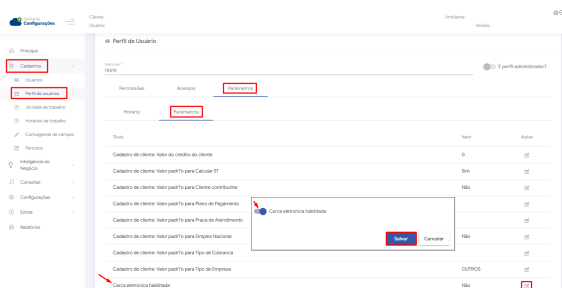 Central de
Configurações
Cliente:
Usuário:
Ambiente:
Versão:
Principal
Cadastros
Usuários
Perfil de usuários
Jornada de trabalho
Horários de trabalho
Con Legenda de campos
Períodos
Inteligência de
Negócio
Consultas
Configurações
Extras
Relatórios
Perfil de Usuário
Descrição*
TESTE
É perfil administrador?
Permissões Acessos Parâmetros
Horário Parâmetros
Título Valor Ações
Cadastro de cliente: Valor do credito do cliente 0
Cadastro de cliente: Valor padr?o para Calcular ST Sim
Cadastro de cliente: Valor padr?o para Cliente contribuinte Não
Cadastro de cliente: Valor padr?o para Plano de Pagamento
Cadastro de cliente: Valor padr?o para Praca de Atendimento
Cadastro de cliente: Valor padr?o para Simples Nacional Não
Cadastro de cliente: Valor padr?o para Tipo de Cobranca
Cadastro de cliente: Valor padr?o para Tipo de Empresa OUTROS
Cerca eletronica habilitada Não
Cerca eletronica habilitada
Salvar Cancelar